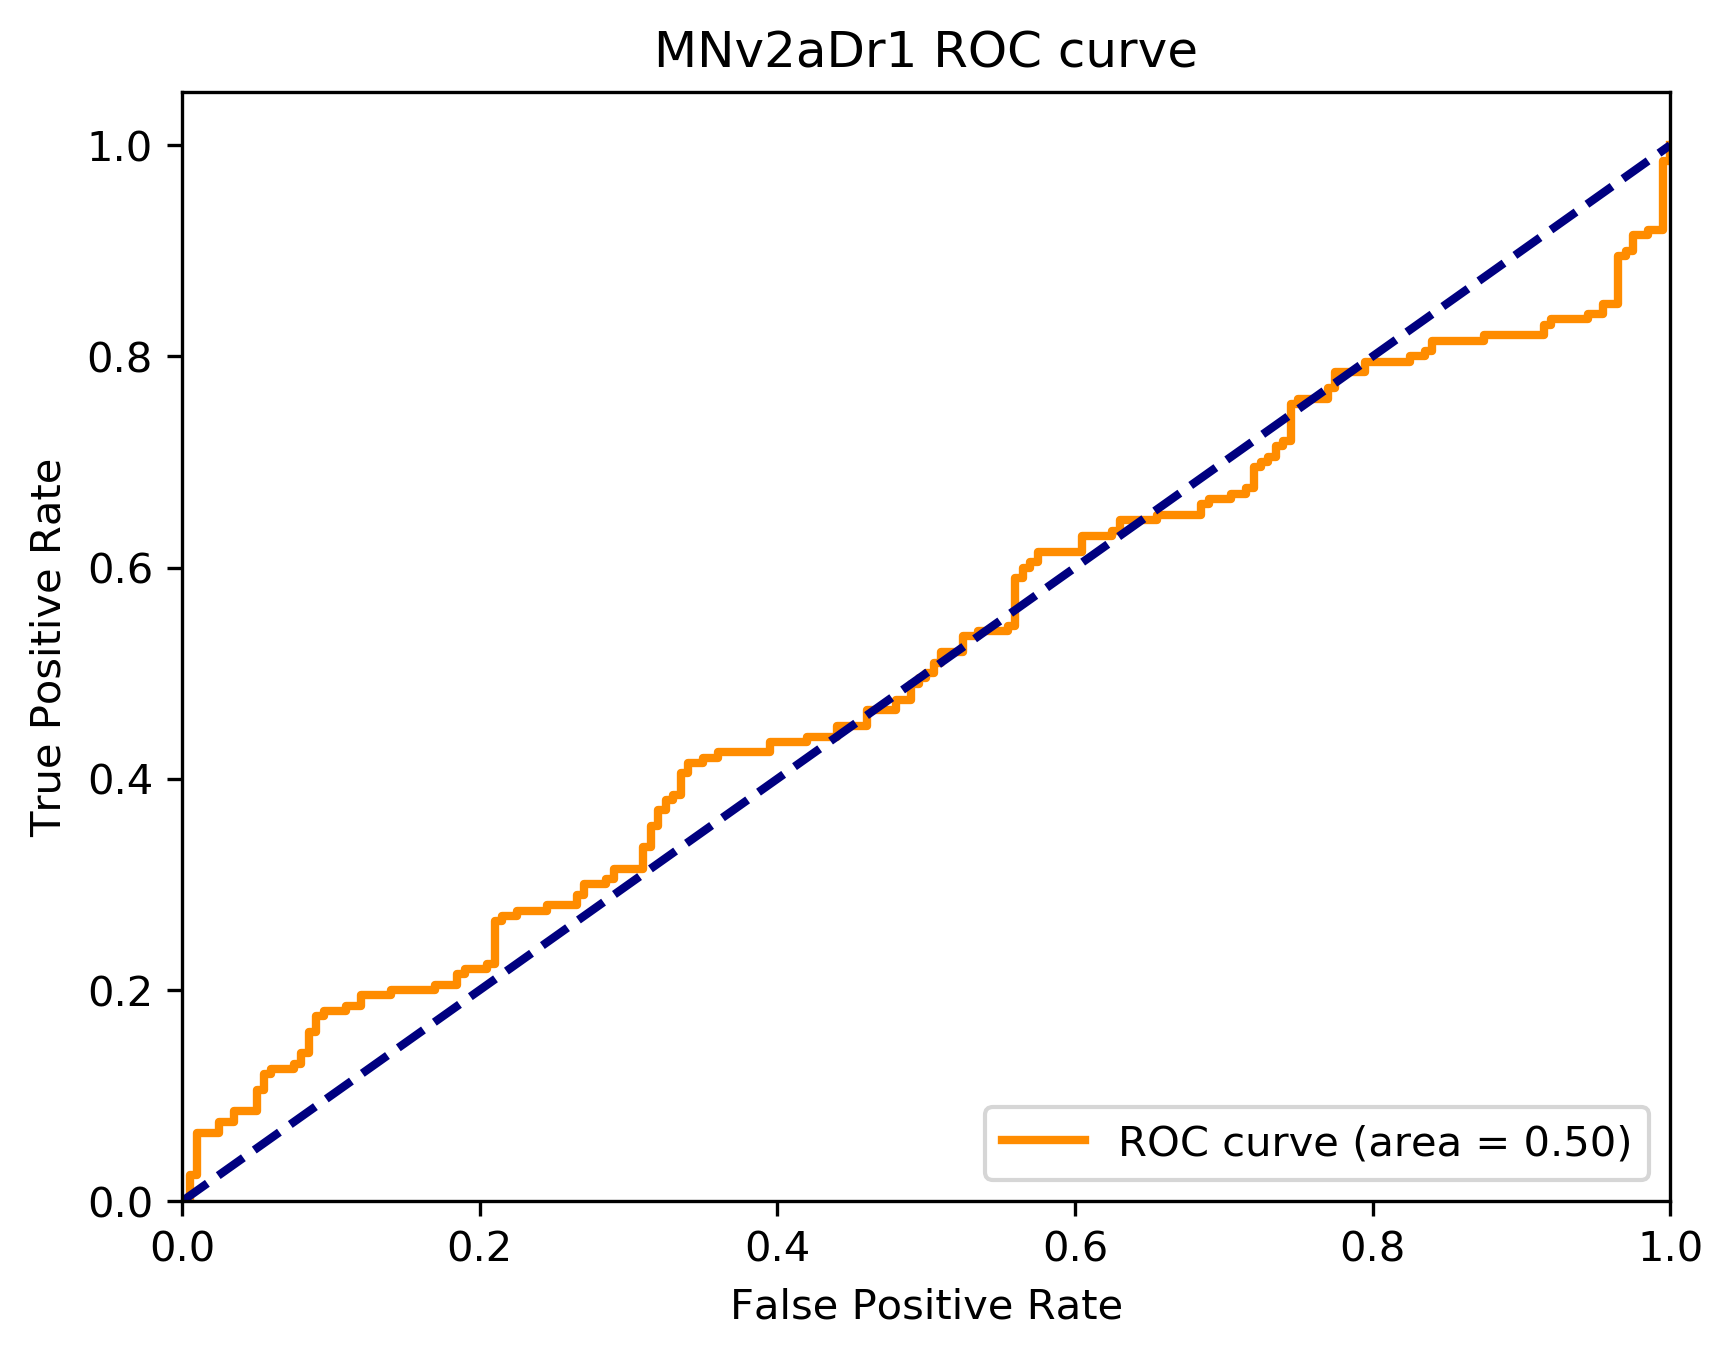 MNv2aDr1 ROC curve
1.0
0.8
0.6
0.4
0.2
0.0
True Positive Rate
0.0 0.2 0.4 0.6 0.8 1.0
False Positive Rate
ROC curve (area = 0.50)